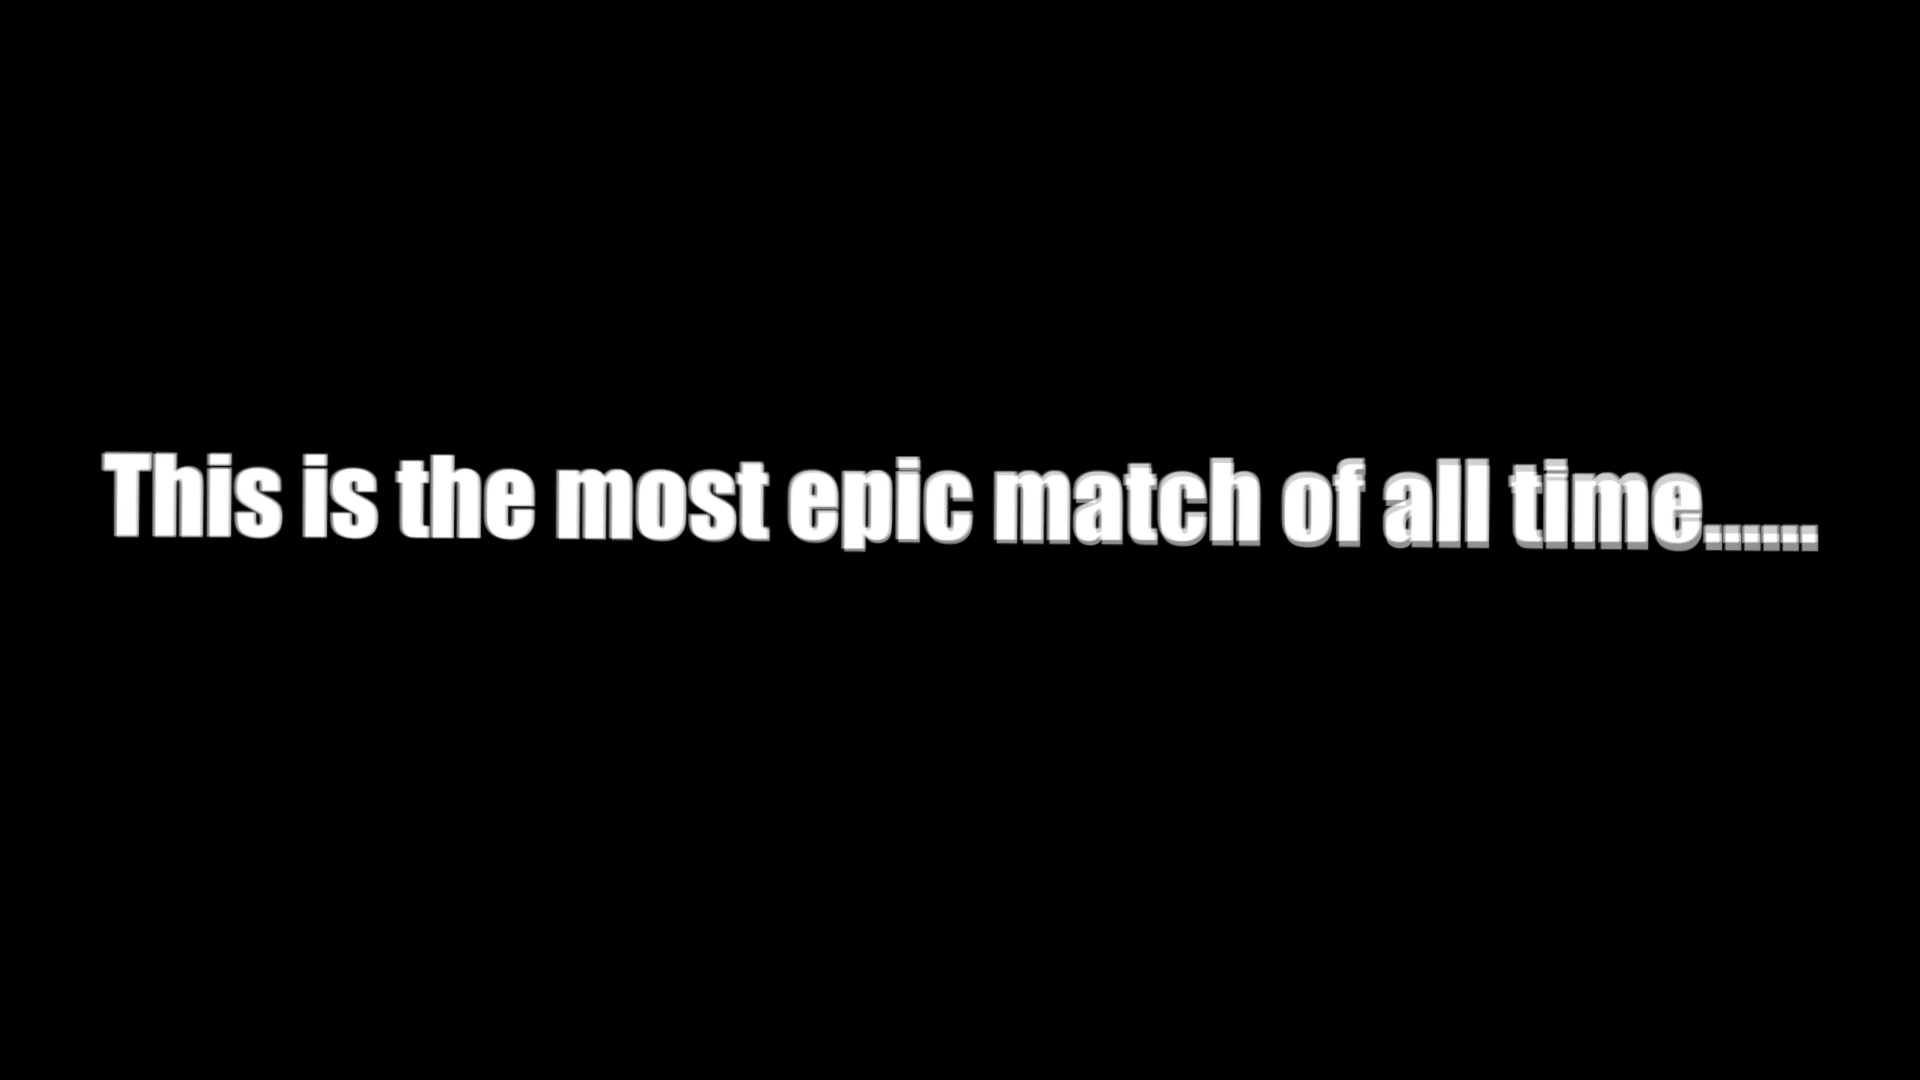 This is the most epic match of all time......